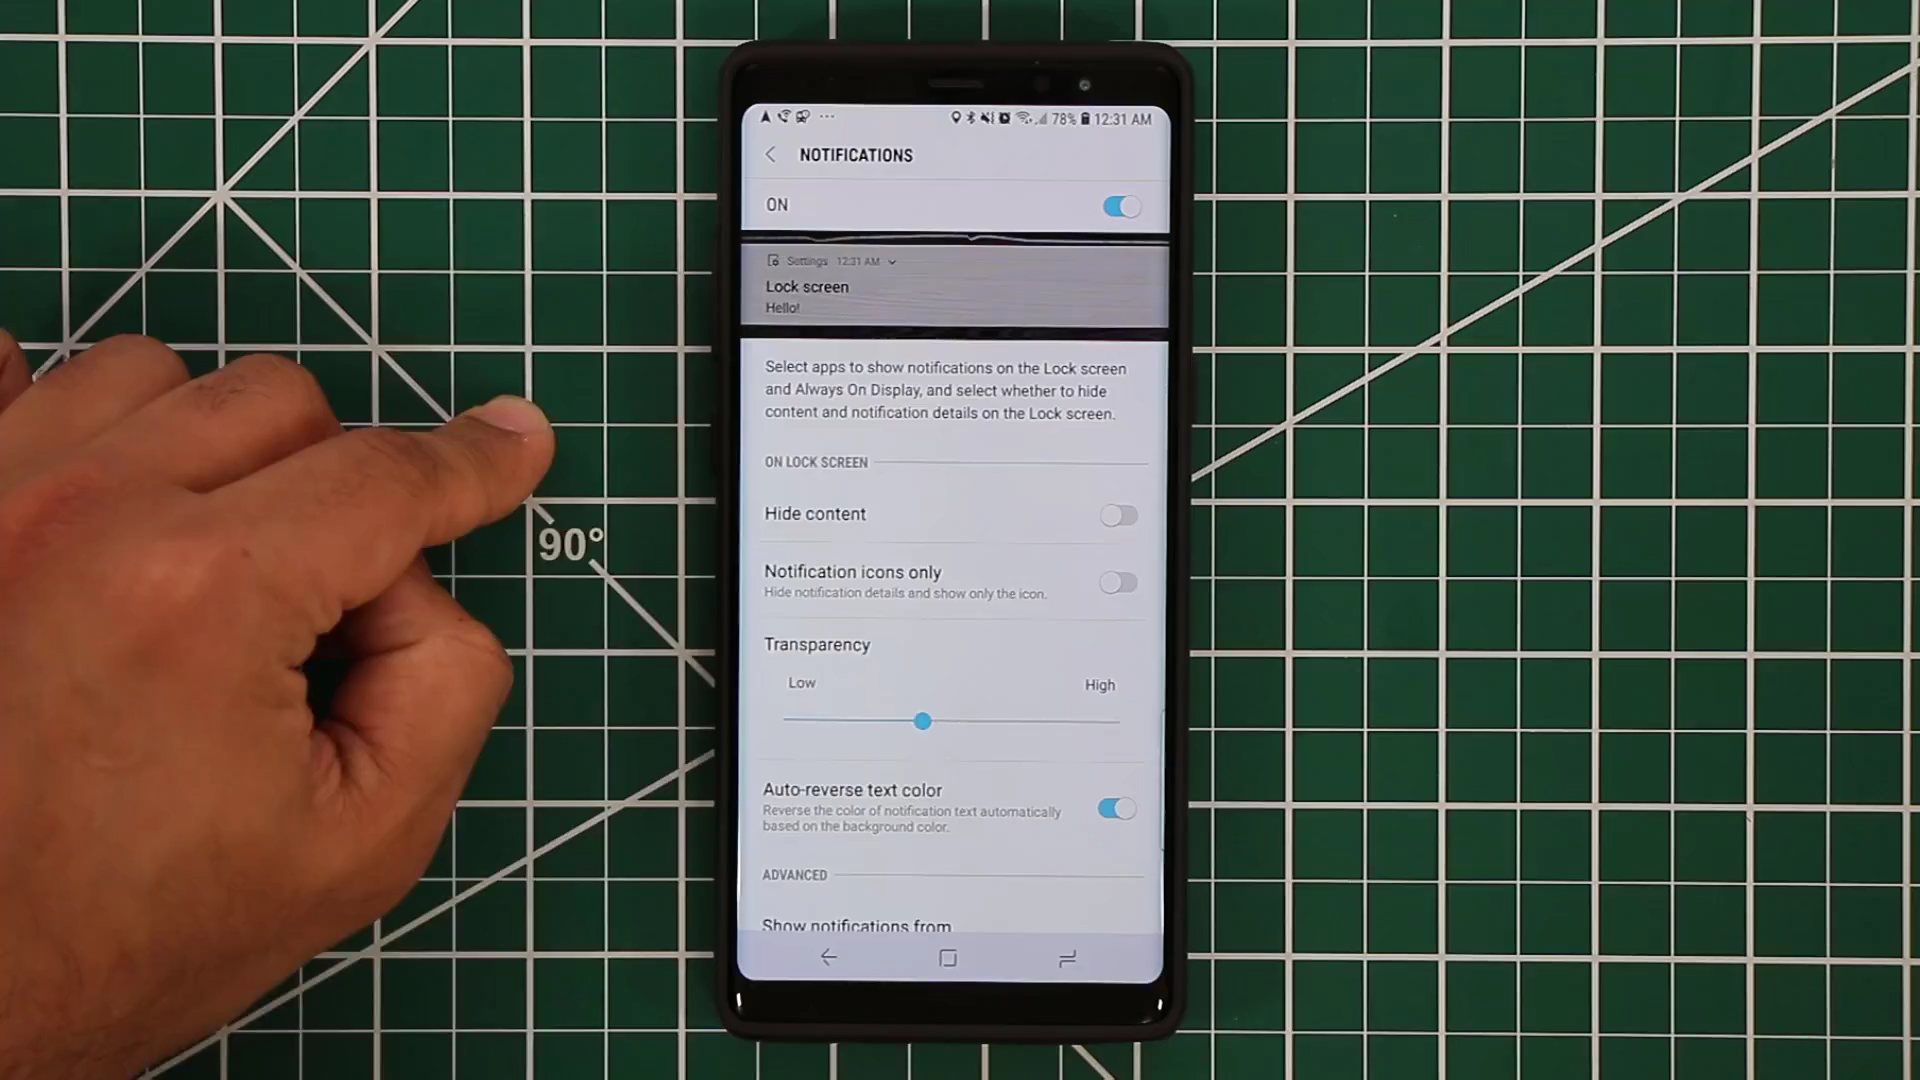 78% 12:31 AM
NOTIFICATIONS
ON
Settings 12:31 AM
Lock screen
Hello!
Select apps to show notifications on the Lock screen
and Always On Display, and select whether to hide
content and notification details on the Lock screen.
ON LOCK SCREEN
Hide content
Notification icons only
Hide notification details and show only the icon.
Transparency
Low High
Auto-reverse text color
Reverse the color of notification text automatically
based on the background color.
ADVANCED
Show notifications from
90°